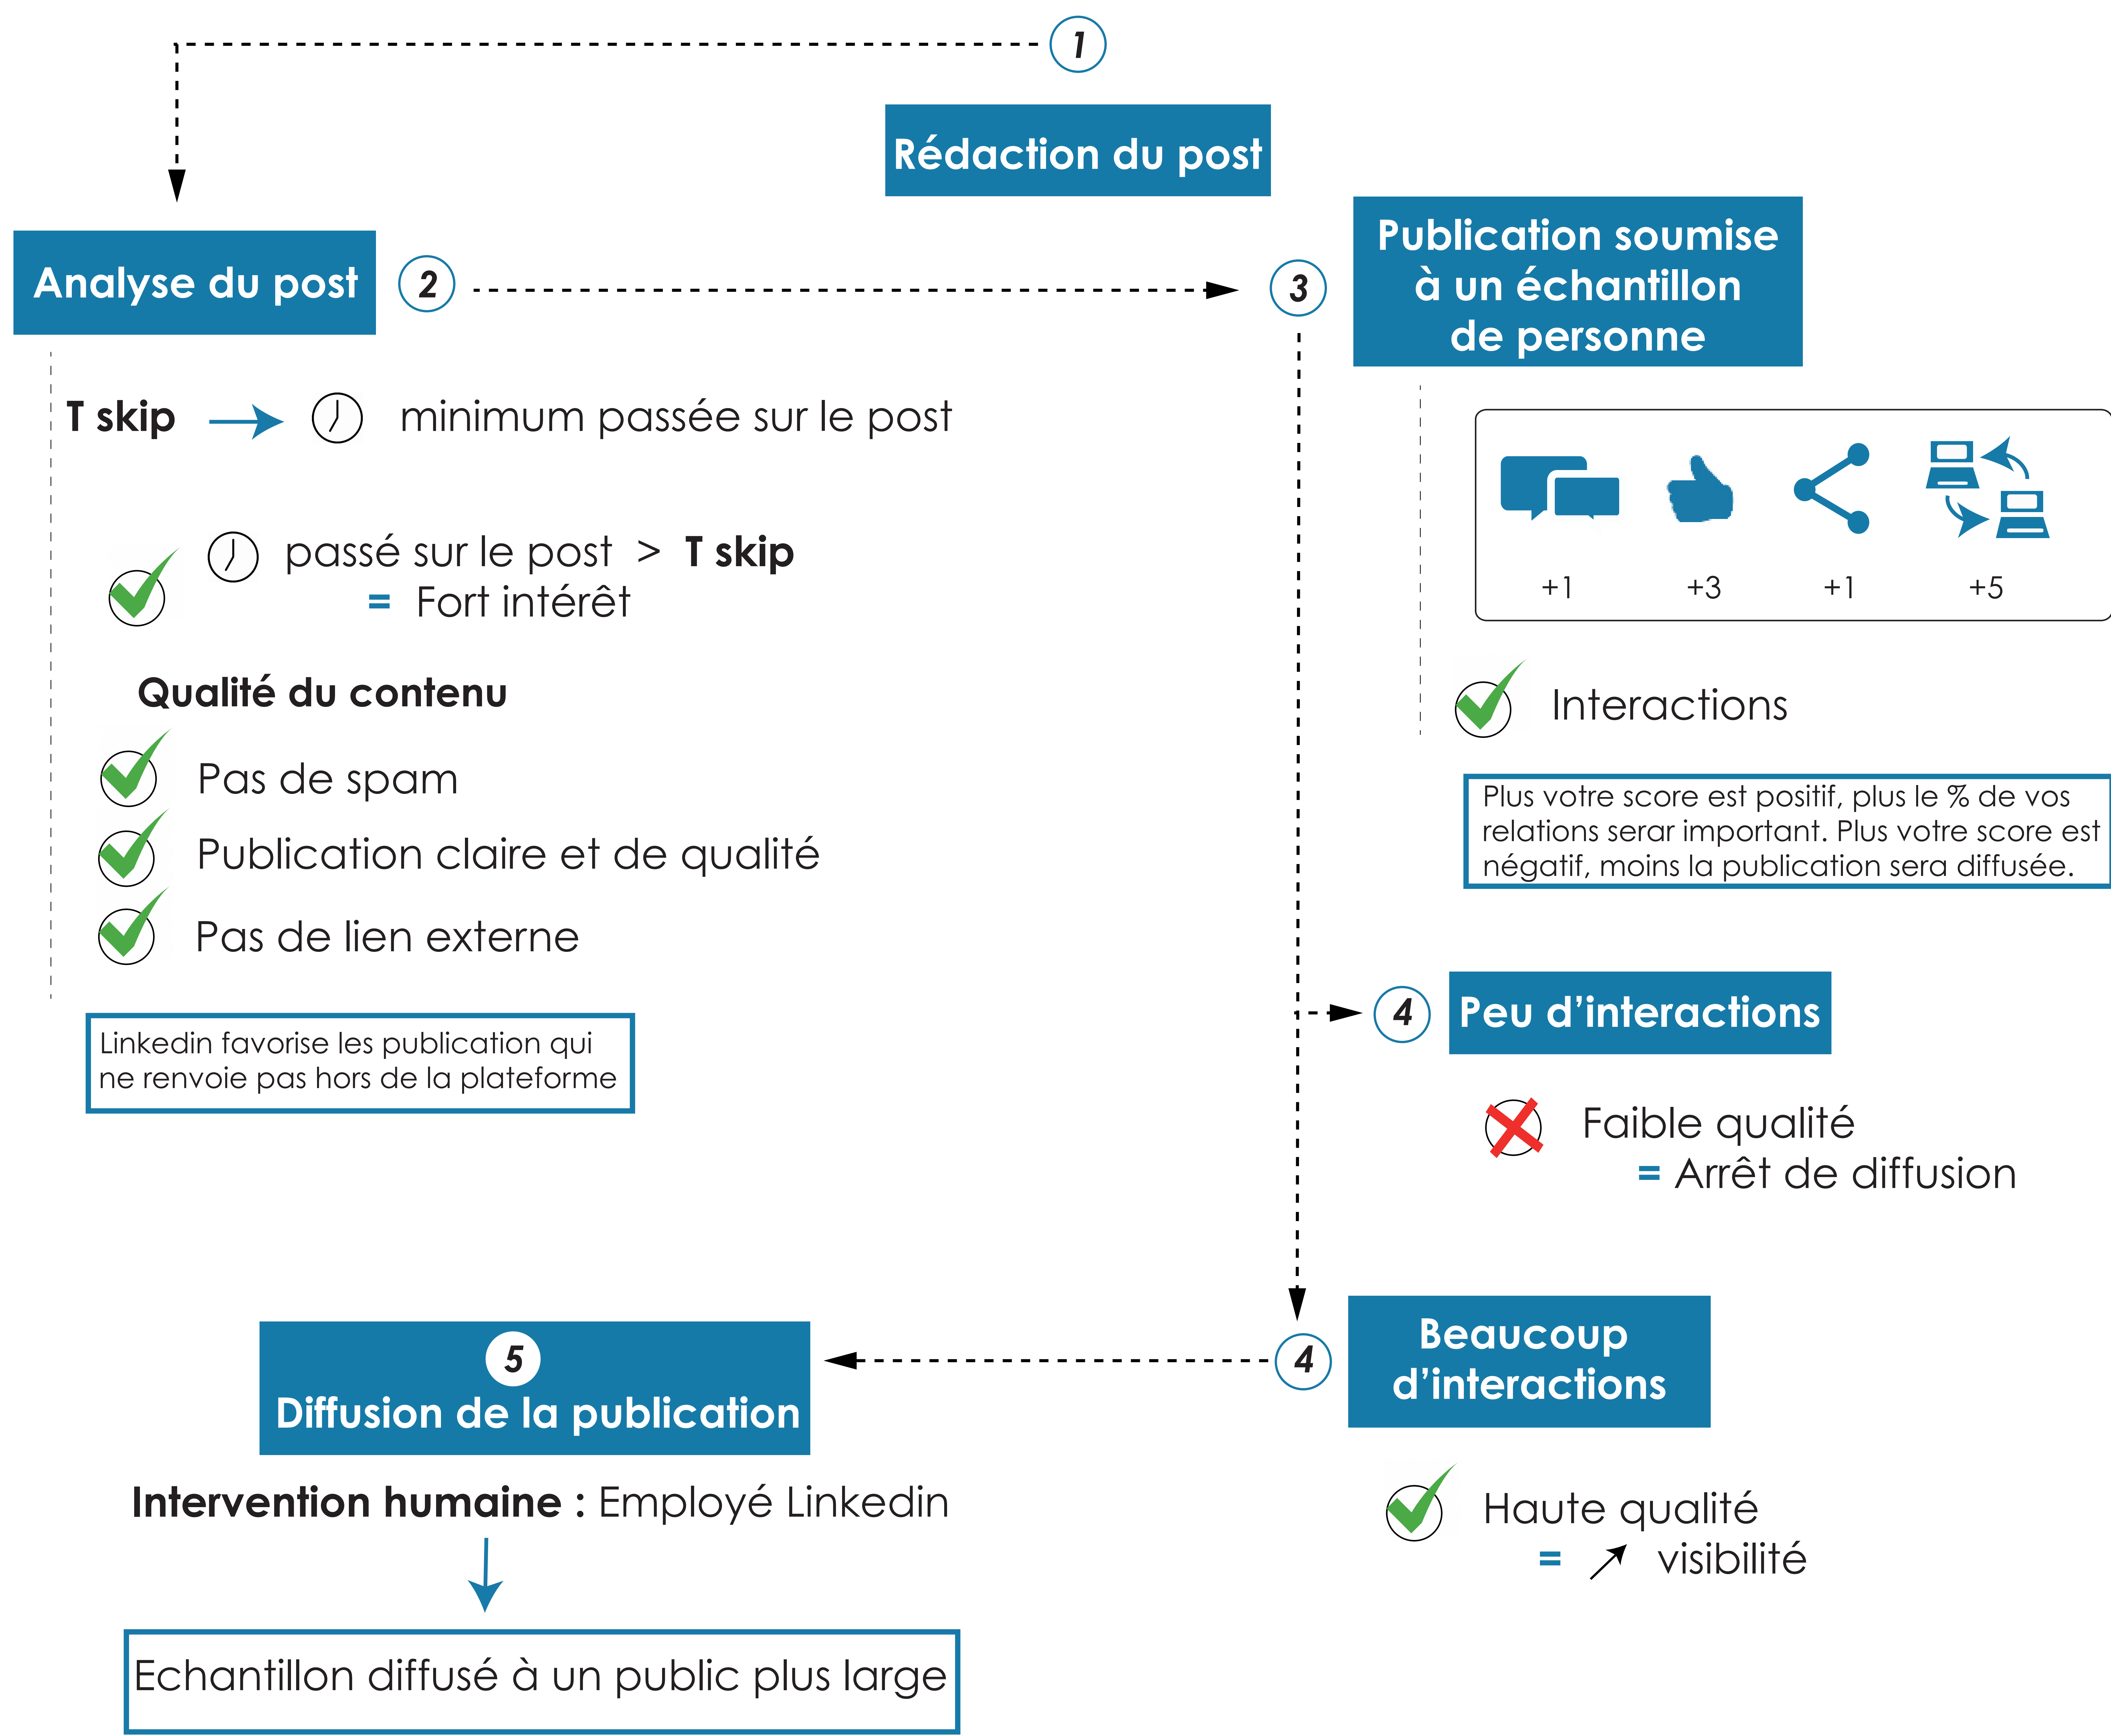 1
Rédaction du post
Analyse du post
2
T skip
minimum passée sur le post
passé sur le post > T skip
= Fort intérêt
Qualité du contenu
Pas de spam
Publication claire et de qualité
Pas de lien externe
Linkedin favorise les publication qui
ne renvoie pas hors de la plateforme
3
Publication soumise
à un échantillon
de personne
+1 +3 +1 +5
Interactions
Plus votre score est positif, plus le % de vos
relations serar important. Plus votre score est
négatif, moins la publication sera diffusée.
4
Peu d’interactions
Faible qualité
= Arrêt de diffusion
4
Beaucoup
d’interactions
Haute qualité
= visibilité
5
Diffusion de la publication
Intervention humaine : Employé Linkedin
Echantillon diffusé à un public plus large